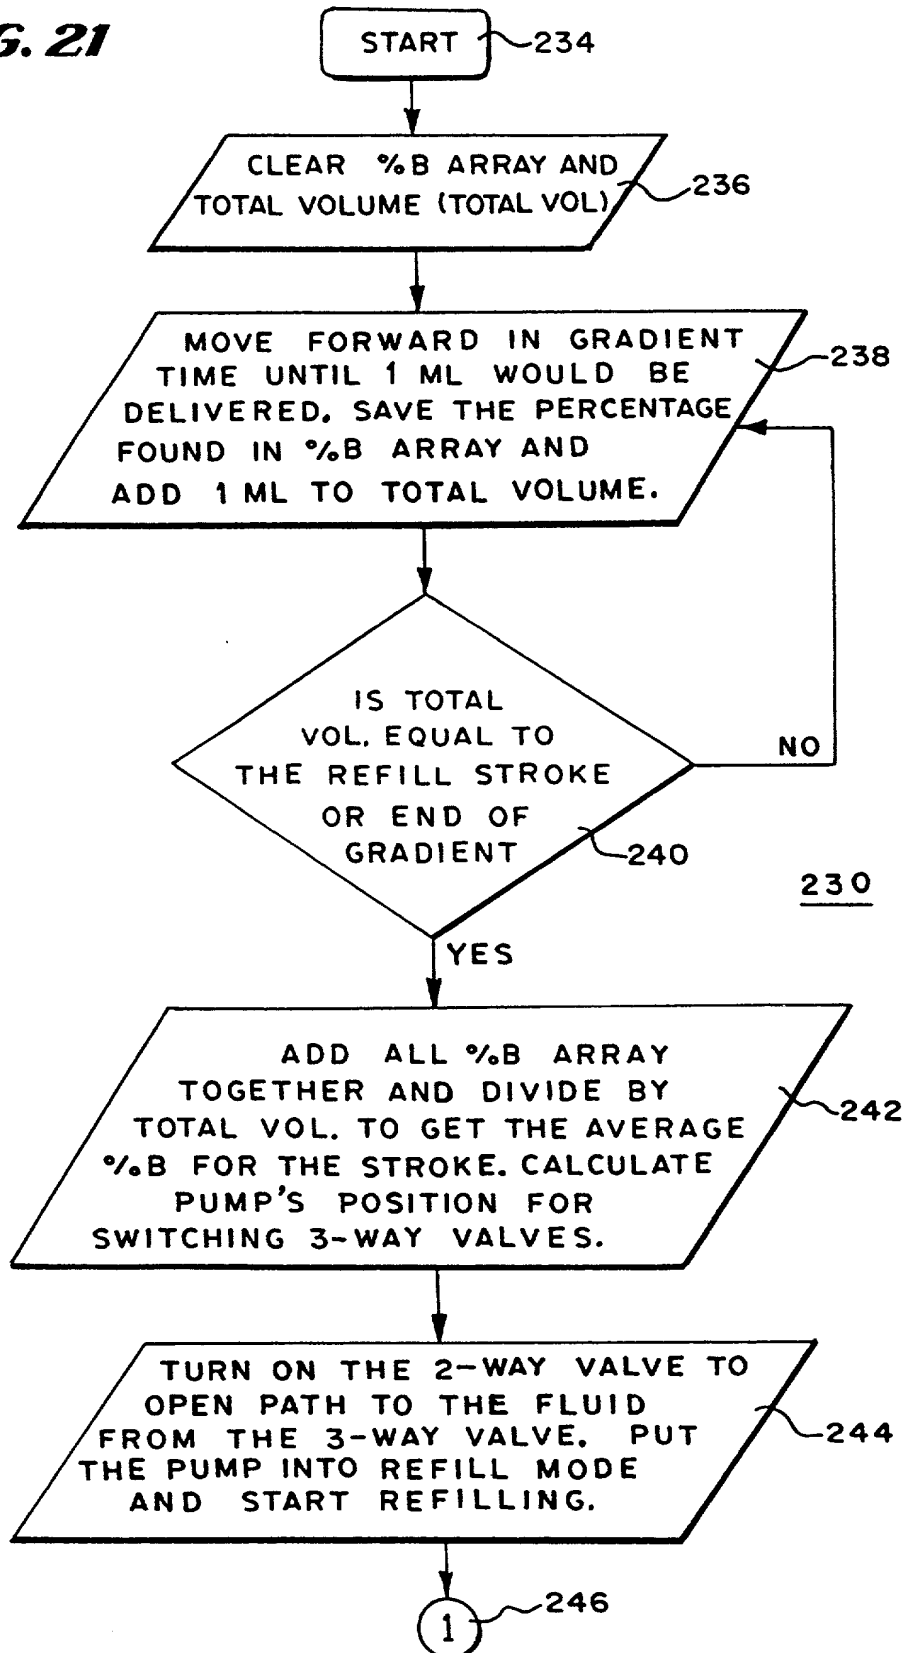 G. 21
START 234
CLEAR %B ARRAY AND
TOTAL VOLUME (TOTAL VOL) 236
MOVE FORWARD IN GRADIENT
TIME UNTIL 1 ML WOULD BE
DELIVERED. SAVE THE PERCENTAGE
FOUND IN %B ARRAY AND
ADD 1 ML TO TOTAL VOLUME.
238
IS TOTAL
VOL. EQUAL TO
THE REFILL STROKE
OR END OF
GRADIENT
NO
240
230
YES
ADD ALL %B ARRAY
TOGETHER AND DIVIDE BY
TOTAL VOL. TO GET THE AVERAGE
%B FOR THE STROKE. CALCULATE
PUMP'S POSITION FOR
SWITCHING 3-WAY VALVES.
242
TURN ON THE 2-WAY VALVE TO
OPEN PATH TO THE FLUID
FROM THE 3-WAY VALVE. PUT
THE PUMP INTO REFILL MODE
AND START REFILLING.
244
1 246